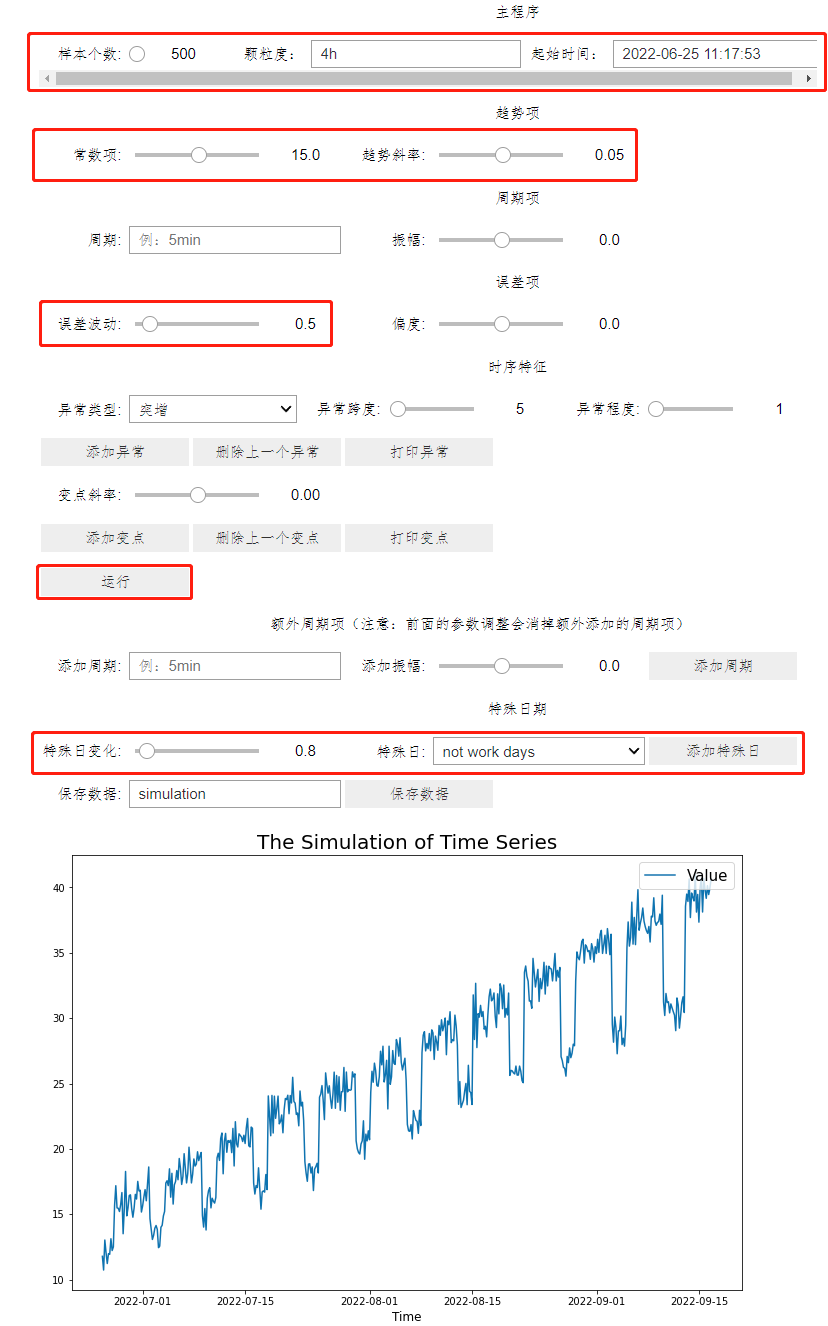 主程序
样本个数: 500 颗粒度： 4h 起始时间： 2022-06-25 11:17:53
趋势项
常数项: 15.0 趋势斜率: 0.05
周期项
周期: 例：5min 振幅: 0.0
误差项
误差波动: 0.5 偏度: 0.0
时序特征
异常类型: 突增 异常跨度: 5 异常程度: 1
添加异常 删除上一个异常 打印异常
变点斜率: 0.00
添加变点 删除上一个变点 打印变点
运行
额外周期项（注意：前面的参数调整会消掉额外添加的周期项）
添加周期: 例：5min 添加振幅: 0.0 添加周期
特殊日期
特殊日变化: 0.8 特殊日: not work days 添加特殊日
保存数据: simulation 保存数据
The Simulation of Time Series
Value
40
35
30
25
20
15
10
2022-07-01 2022-07-15 2022-08-01 2022-08-15 2022-09-01 2022-09-15
Time